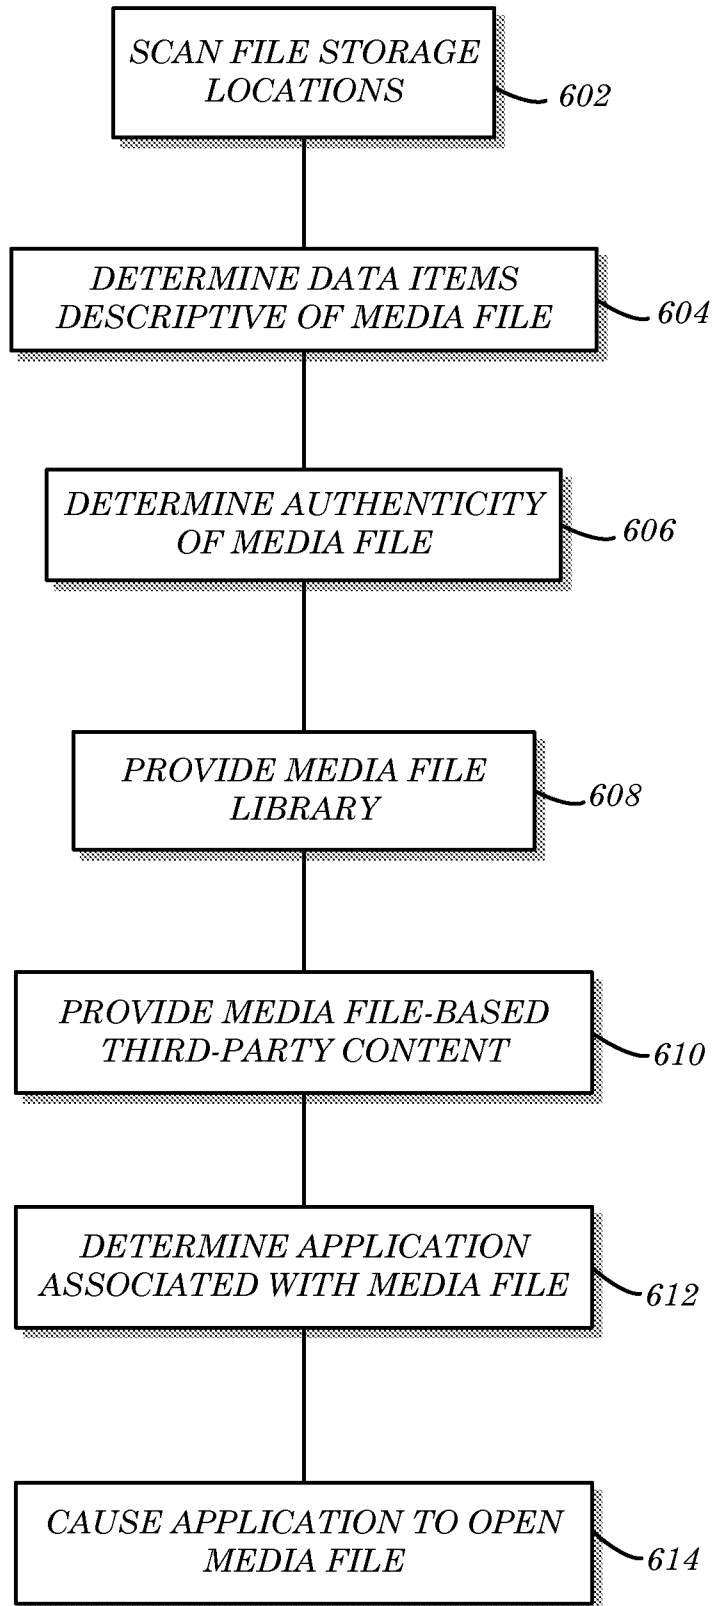 SCAN FILE STORAGE
LOCATIONS
602
DETERMINE DATA ITEMS
DESCRIPTIVE OF MEDIA FILE
604
DETERMINE AUTHENTICITY
OF MEDIA FILE
606
PROVIDE MEDIA FILE
LIBRARY
608
PROVIDE MEDIA FILE-BASED
THIRD-PARTY CONTENT
610
DETERMINE APPLICATION
ASSOCIATED WITH MEDIA FILE
612
CAUSE APPLICATION TO OPEN
MEDIA FILE
614